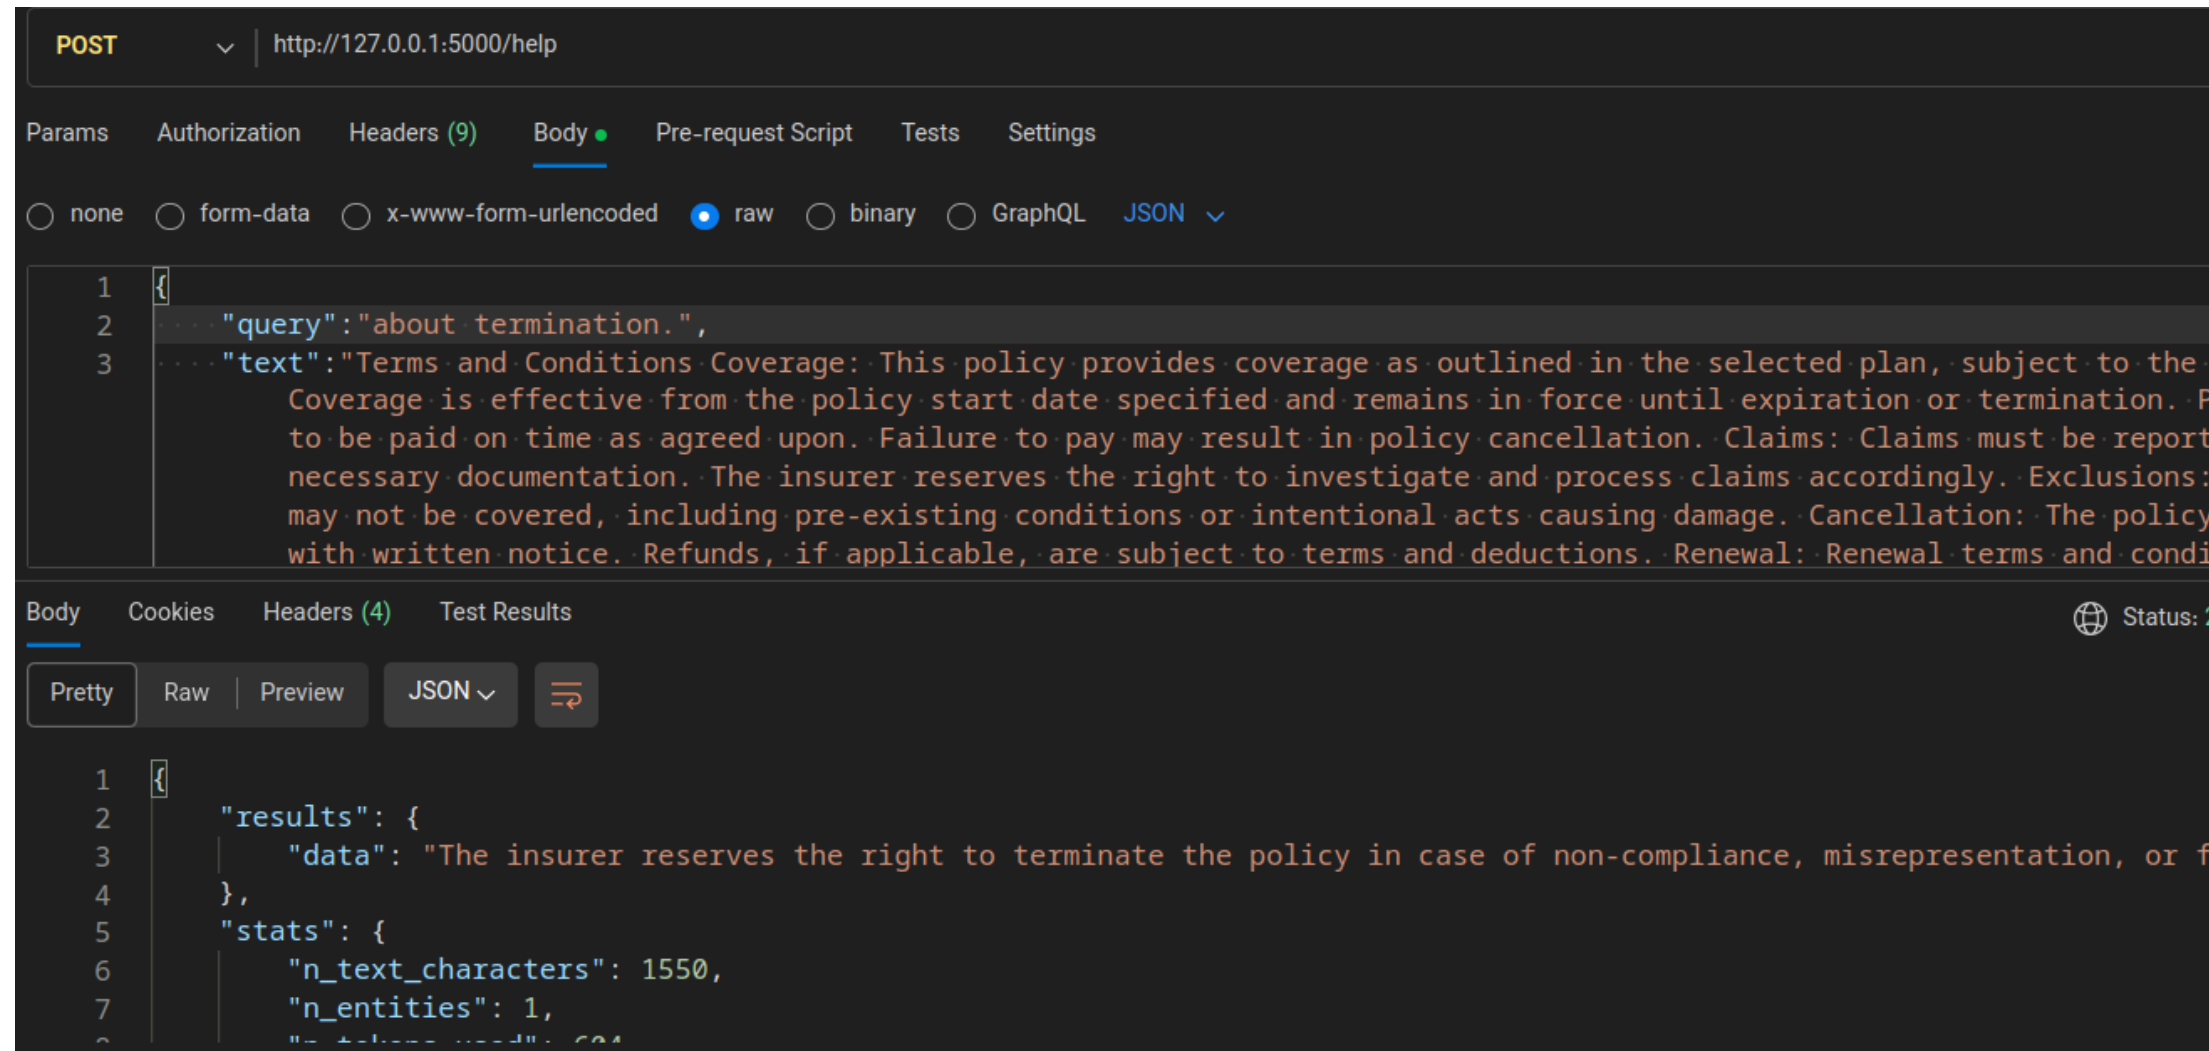 POST http://127.0.0.1:5000/help
Params Authorization Headers (9) Body Pre-request Script Tests Settings
none form-data x-www-form-urlencoded raw binary GraphQL JSON
1 {
2 "query":"about termination.",
3 "text":"Terms and Conditions Coverage: This policy provides coverage as outlined in the selected plan, subject to the
Coverage is effective from the policy start date specified and remains in force until expiration or termination.
to be paid on time as agreed upon. Failure to pay may result in policy cancellation. Claims: Claims must be report
necessary documentation. The insurer reserves the right to investigate and process claims accordingly. Exclusions:
may not be covered, including pre-existing conditions or intentional acts causing damage. Cancellation: The policy
with written notice. Refunds, if applicable, are subject to terms and deductions. Renewal: Renewal terms and condi
Body Cookies Headers (4) Test Results Status:
Pretty Raw Preview JSON
1 {
2 "results": {
3 "data": "The insurer reserves the right to terminate the policy in case of non-compliance, misrepresentation, or
4 },
5 "stats": {
6 "n_text_characters": 1550,
7 "n_entities": 1,